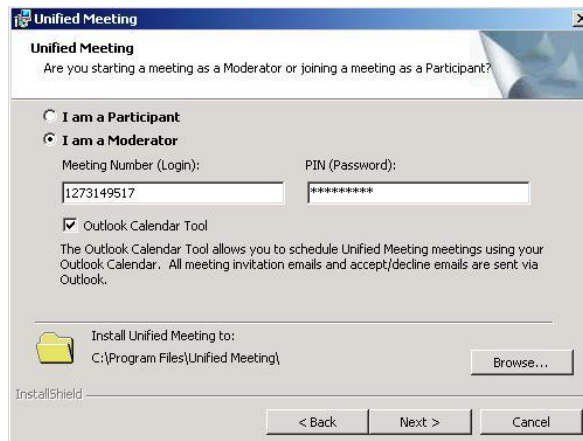 Unified Meeting
Unified Meeting
Are you starting a meeting as a Moderator or joining a meeting as a Participant?
I am a Participant
I am a Moderator
Meeting Number (Login):
PIN (Password):
1273149517
*********
Outlook Calendar Tool
The Outlook Calendar Tool allows you to schedule Unified Meeting meetings using your
Outlook Calendar. All meeting invitation emails and accept/decline emails are sent via
Outlook.
Install Unified Meeting to:
C:\Program Files\Unified Meeting\
Browse...
InstallShield
< Back
Next >
Cancel